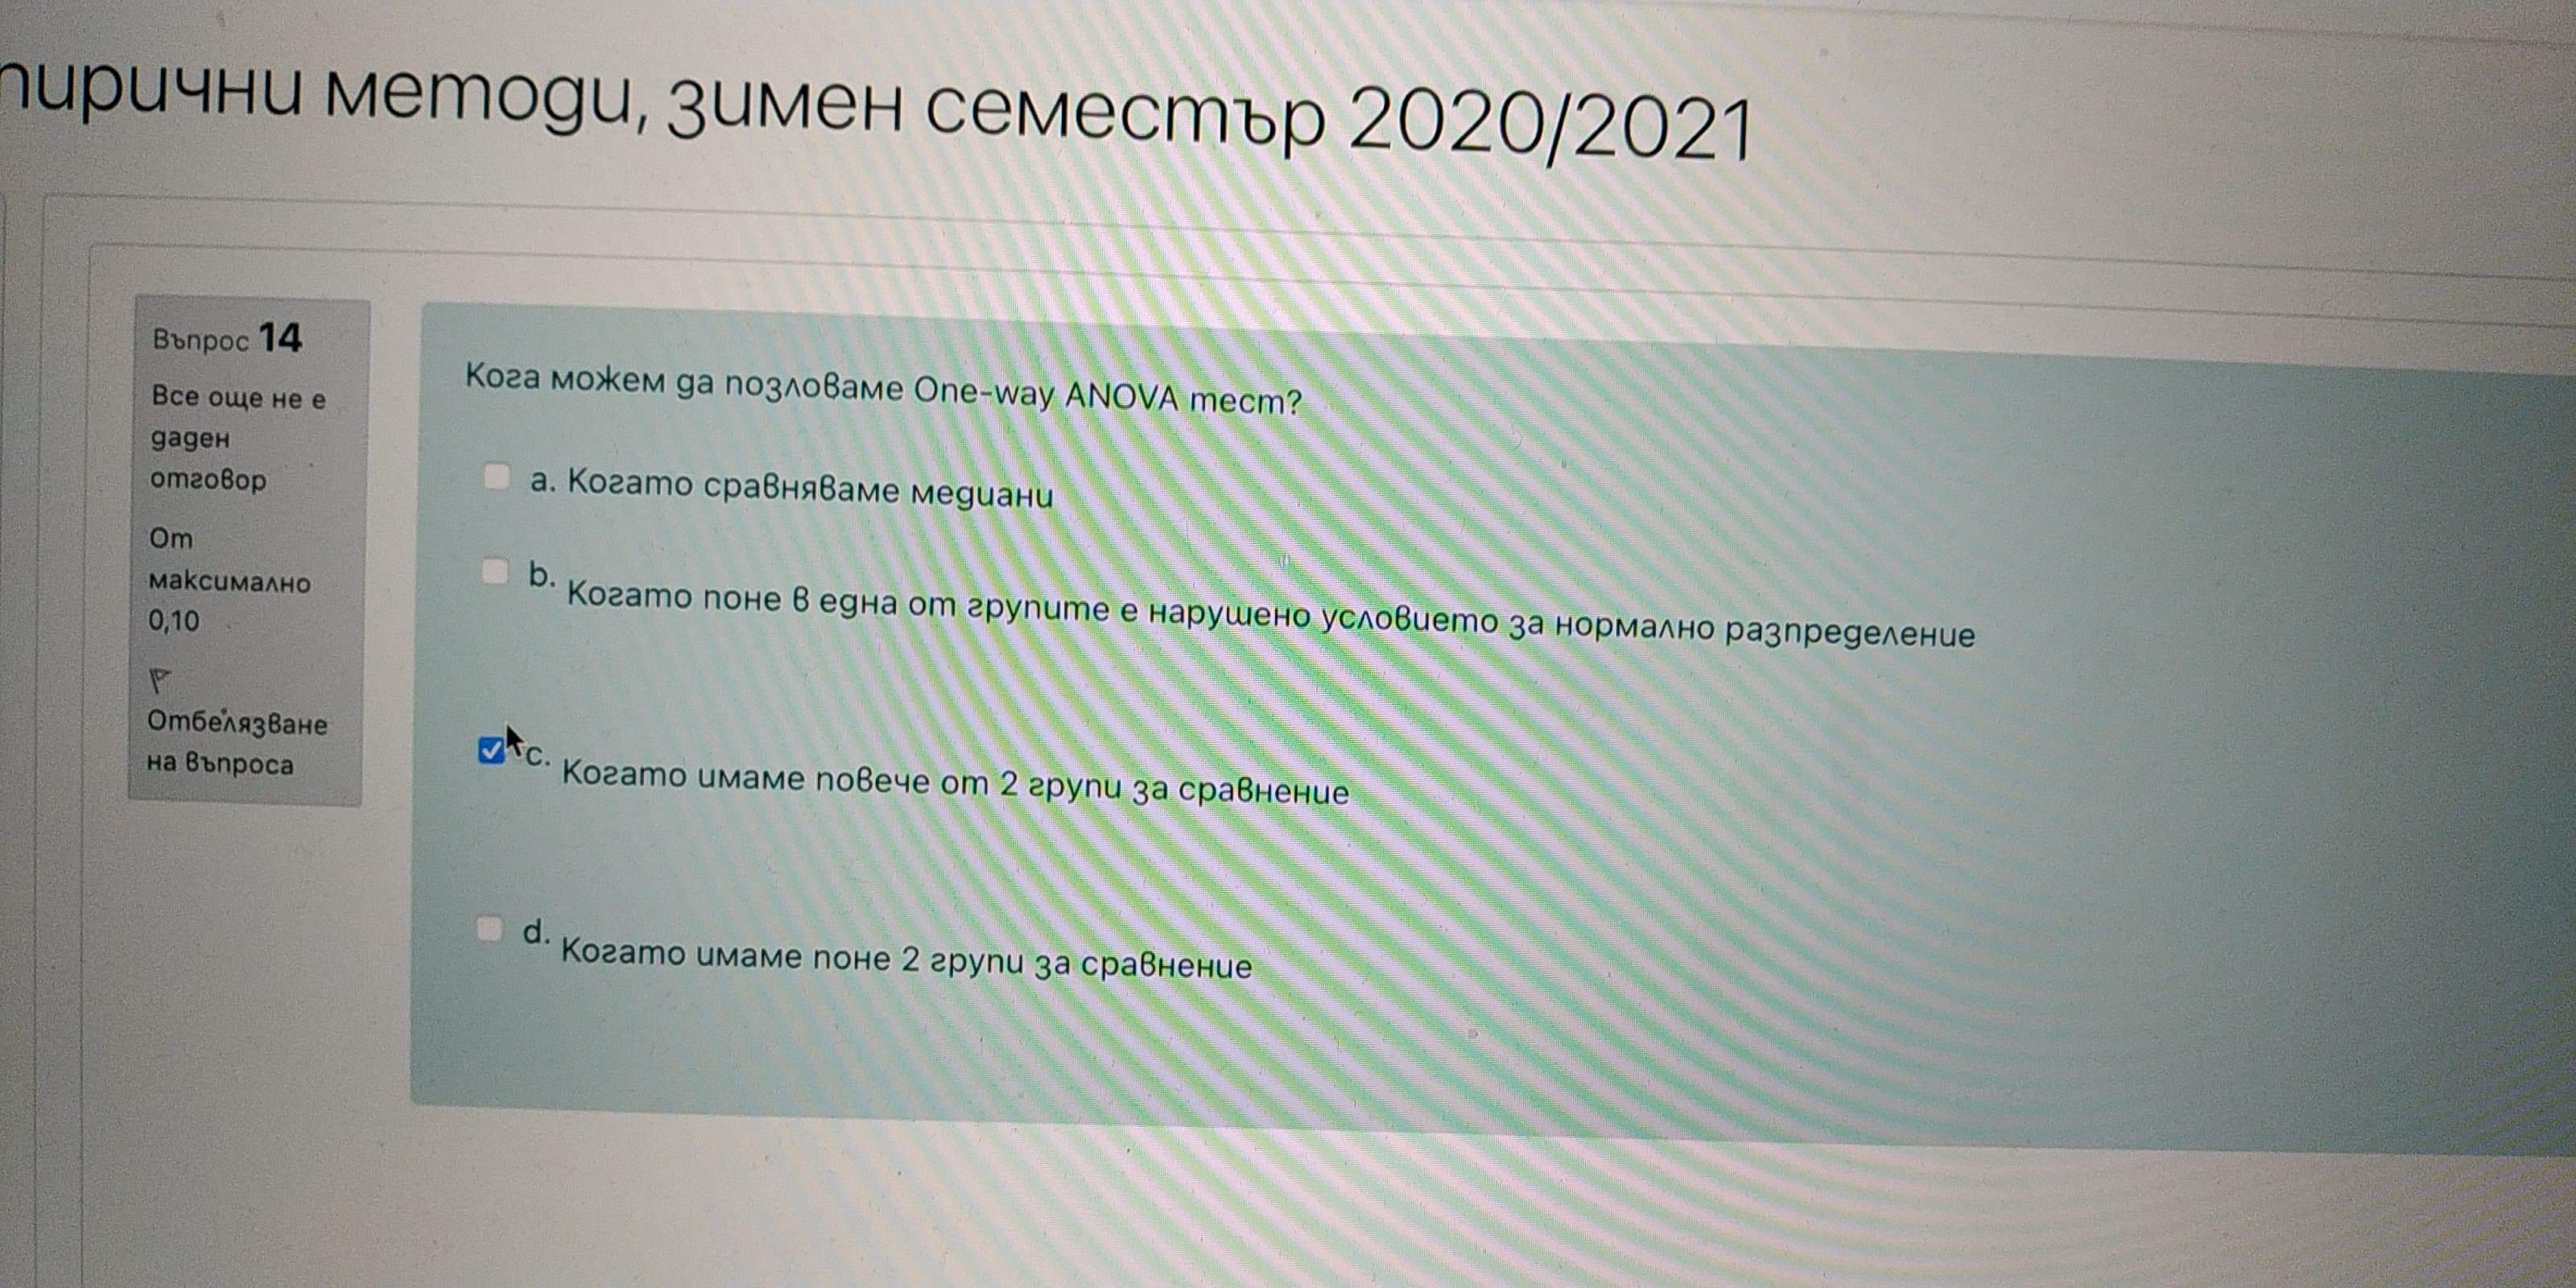 пирични методи, зимен семестър 2020/2021
Въпрос 14
Все още не е
даден
отговор
От
максимално
0,10
Отбелязване
на въпроса
Кога можем да позловаме One-way ANOVA тест?
a. Когато сравняваме медиани
b. Когато поне в една от групите е нарушено условието за нормално разпределение
c. Когато имаме повече от 2 групи за сравнение
d. Когато имаме поне 2 групи за сравнение